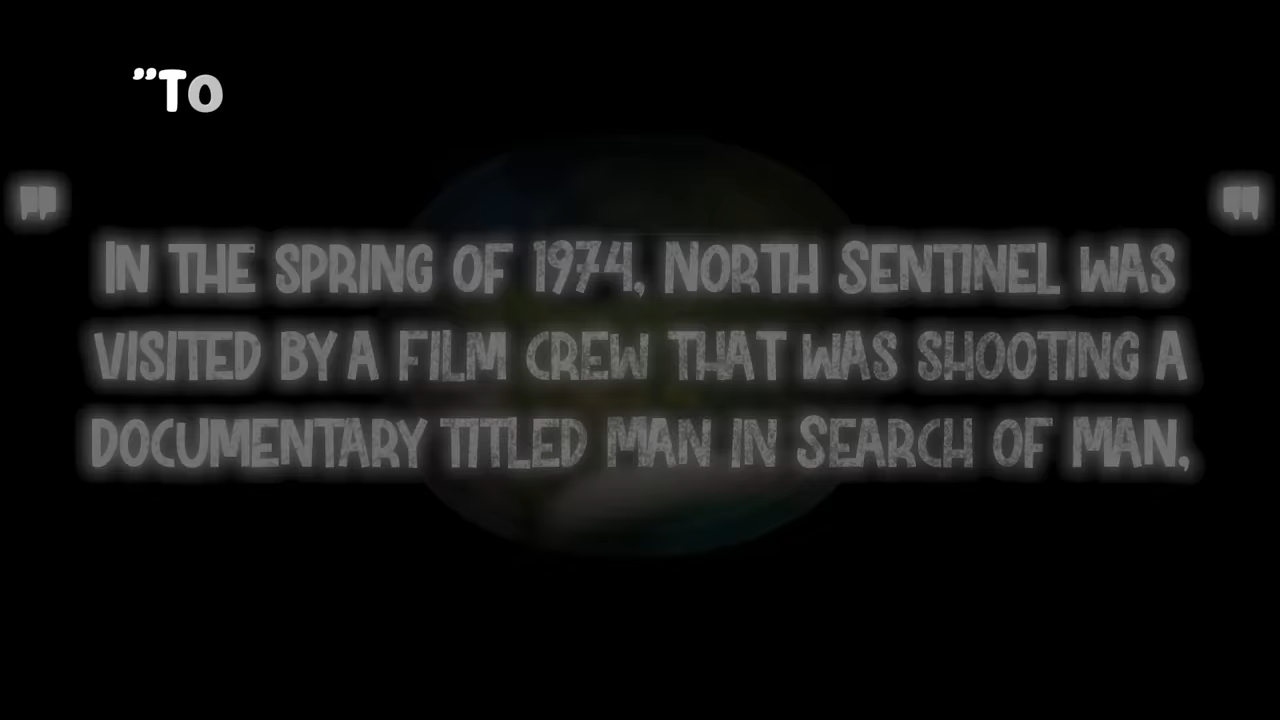 ”To
"
"
In the spring of 1974, North Sentinel was
visited by a film crew that was shooting a
documentary titled Man in Search of Man,